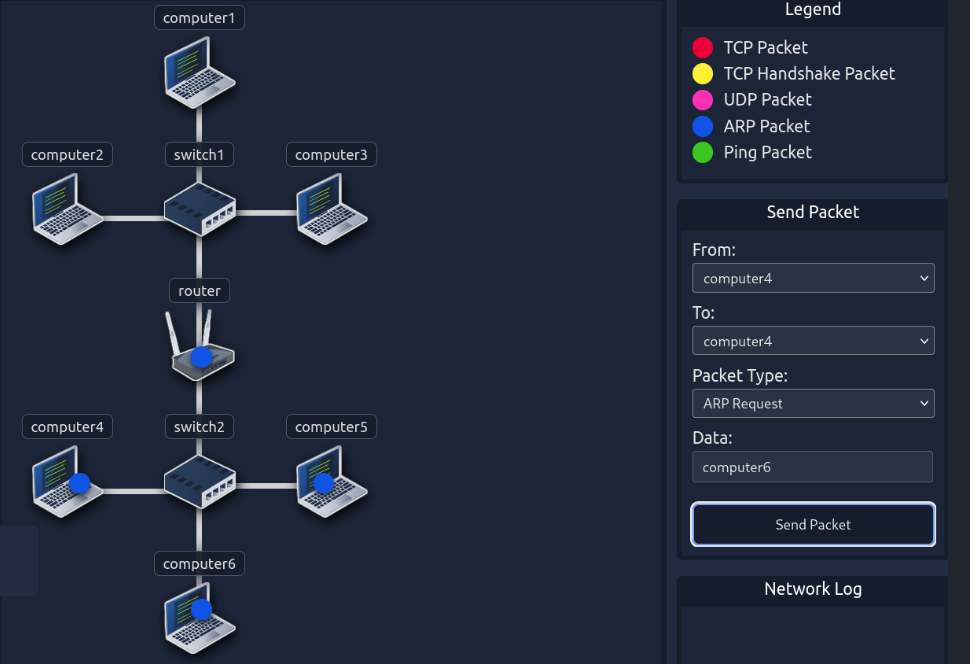 computer1
computer2
switch1
computer3
router
computer4
switch2
computer5
computer6
Legend
TCP Packet
TCP Handshake Packet
UDP Packet
ARP Packet
Ping Packet
Send Packet
From:
computer4
To:
computer4
Packet Type:
ARP Request
Data:
computer6
Send Packet
Network Log